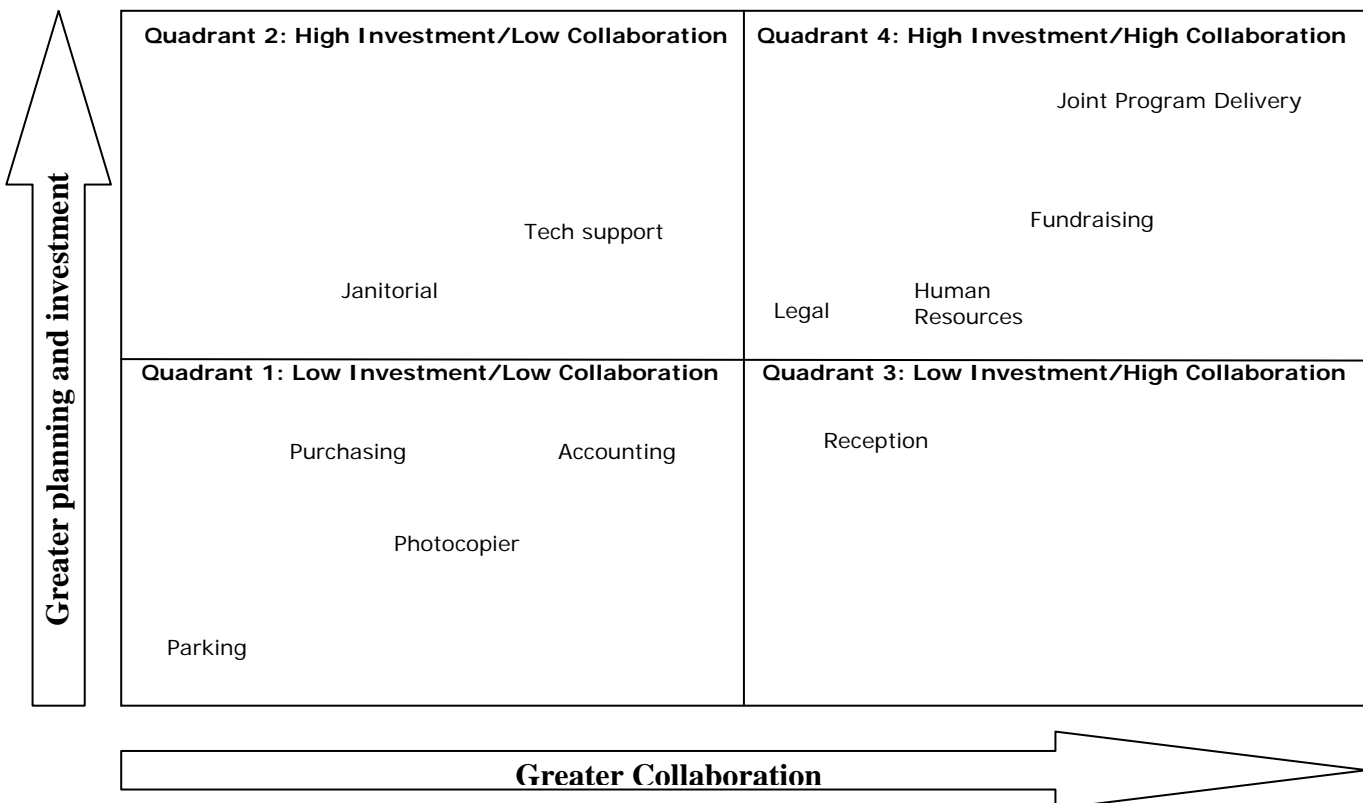 Quadrant 2: High Investment/Low Collaboration
Tech support
Janitorial
Quadrant 4: High Investment/High Collaboration
Joint Program Delivery
Fundraising
Legal
Human
Resources
Quadrant 1: Low Investment/Low Collaboration
Purchasing
Accounting
Photocopier
Parking
Quadrant 3: Low Investment/High Collaboration
Reception
Greater planning and investment
Greater Collaboration